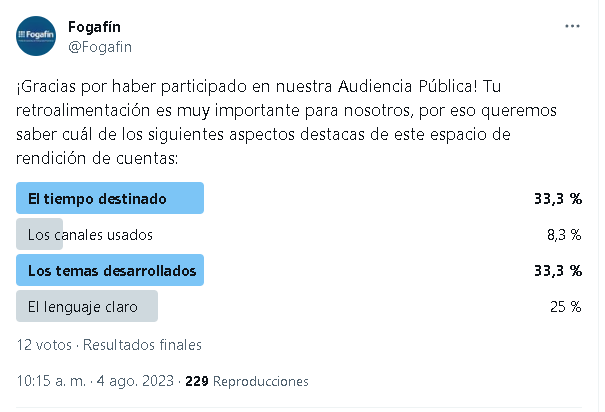 Fogafín
@Fogafin
Fogafín
¡Gracias por haber participado en nuestra Audiencia Pública! Tu
retroalimentación es muy importante para nosotros, por eso queremos
saber cuál de los siguientes aspectos destacas de este espacio de
rendición de cuentas:
El tiempo destinado 33,3 %
Los canales usados 8,3 %
Los temas desarrollados 33,3 %
El lenguaje claro 25 %
12 votos · Resultados finales
10:15 a. m. · 4 ago. 2023 · 229 Reproducciones